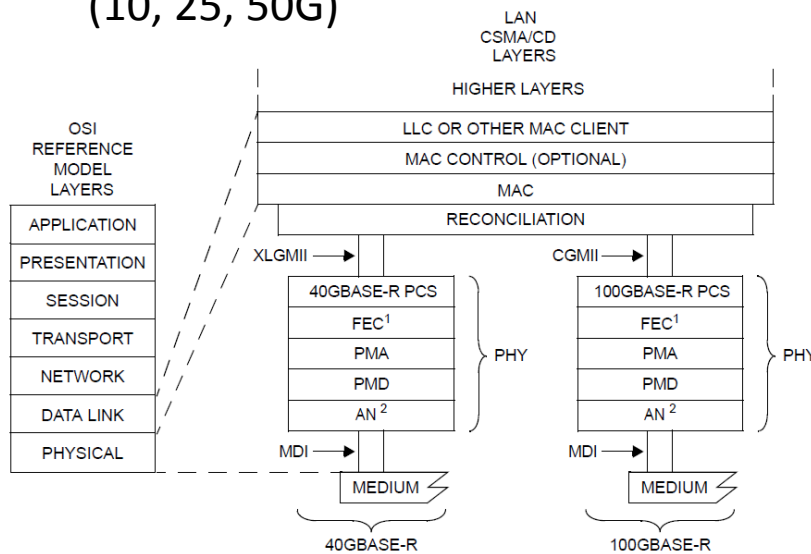 (10, 25, 50G)
LAN
CSMA/CD
LAYERS
HIGHER LAYERS
LLC OR OTHER MAC CLIENT
MAC CONTROL (OPTIONAL)
MAC
RECONCILIATION
OSI
REFERENCE
MODEL
LAYERS
APPLICATION
PRESENTATION
SESSION
TRANSPORT
NETWORK
DATA LINK
PHYSICAL
XLGMII
40GBASE-R PCS
FEC1
PMA
PMD
AN 2
PHY
MDI
MEDIUM
40GBASE-R
CGMII
100GBASE-R PCS
FEC1
PMA
PMD
AN 2
PHY
MDI
MEDIUM
100GBASE-R